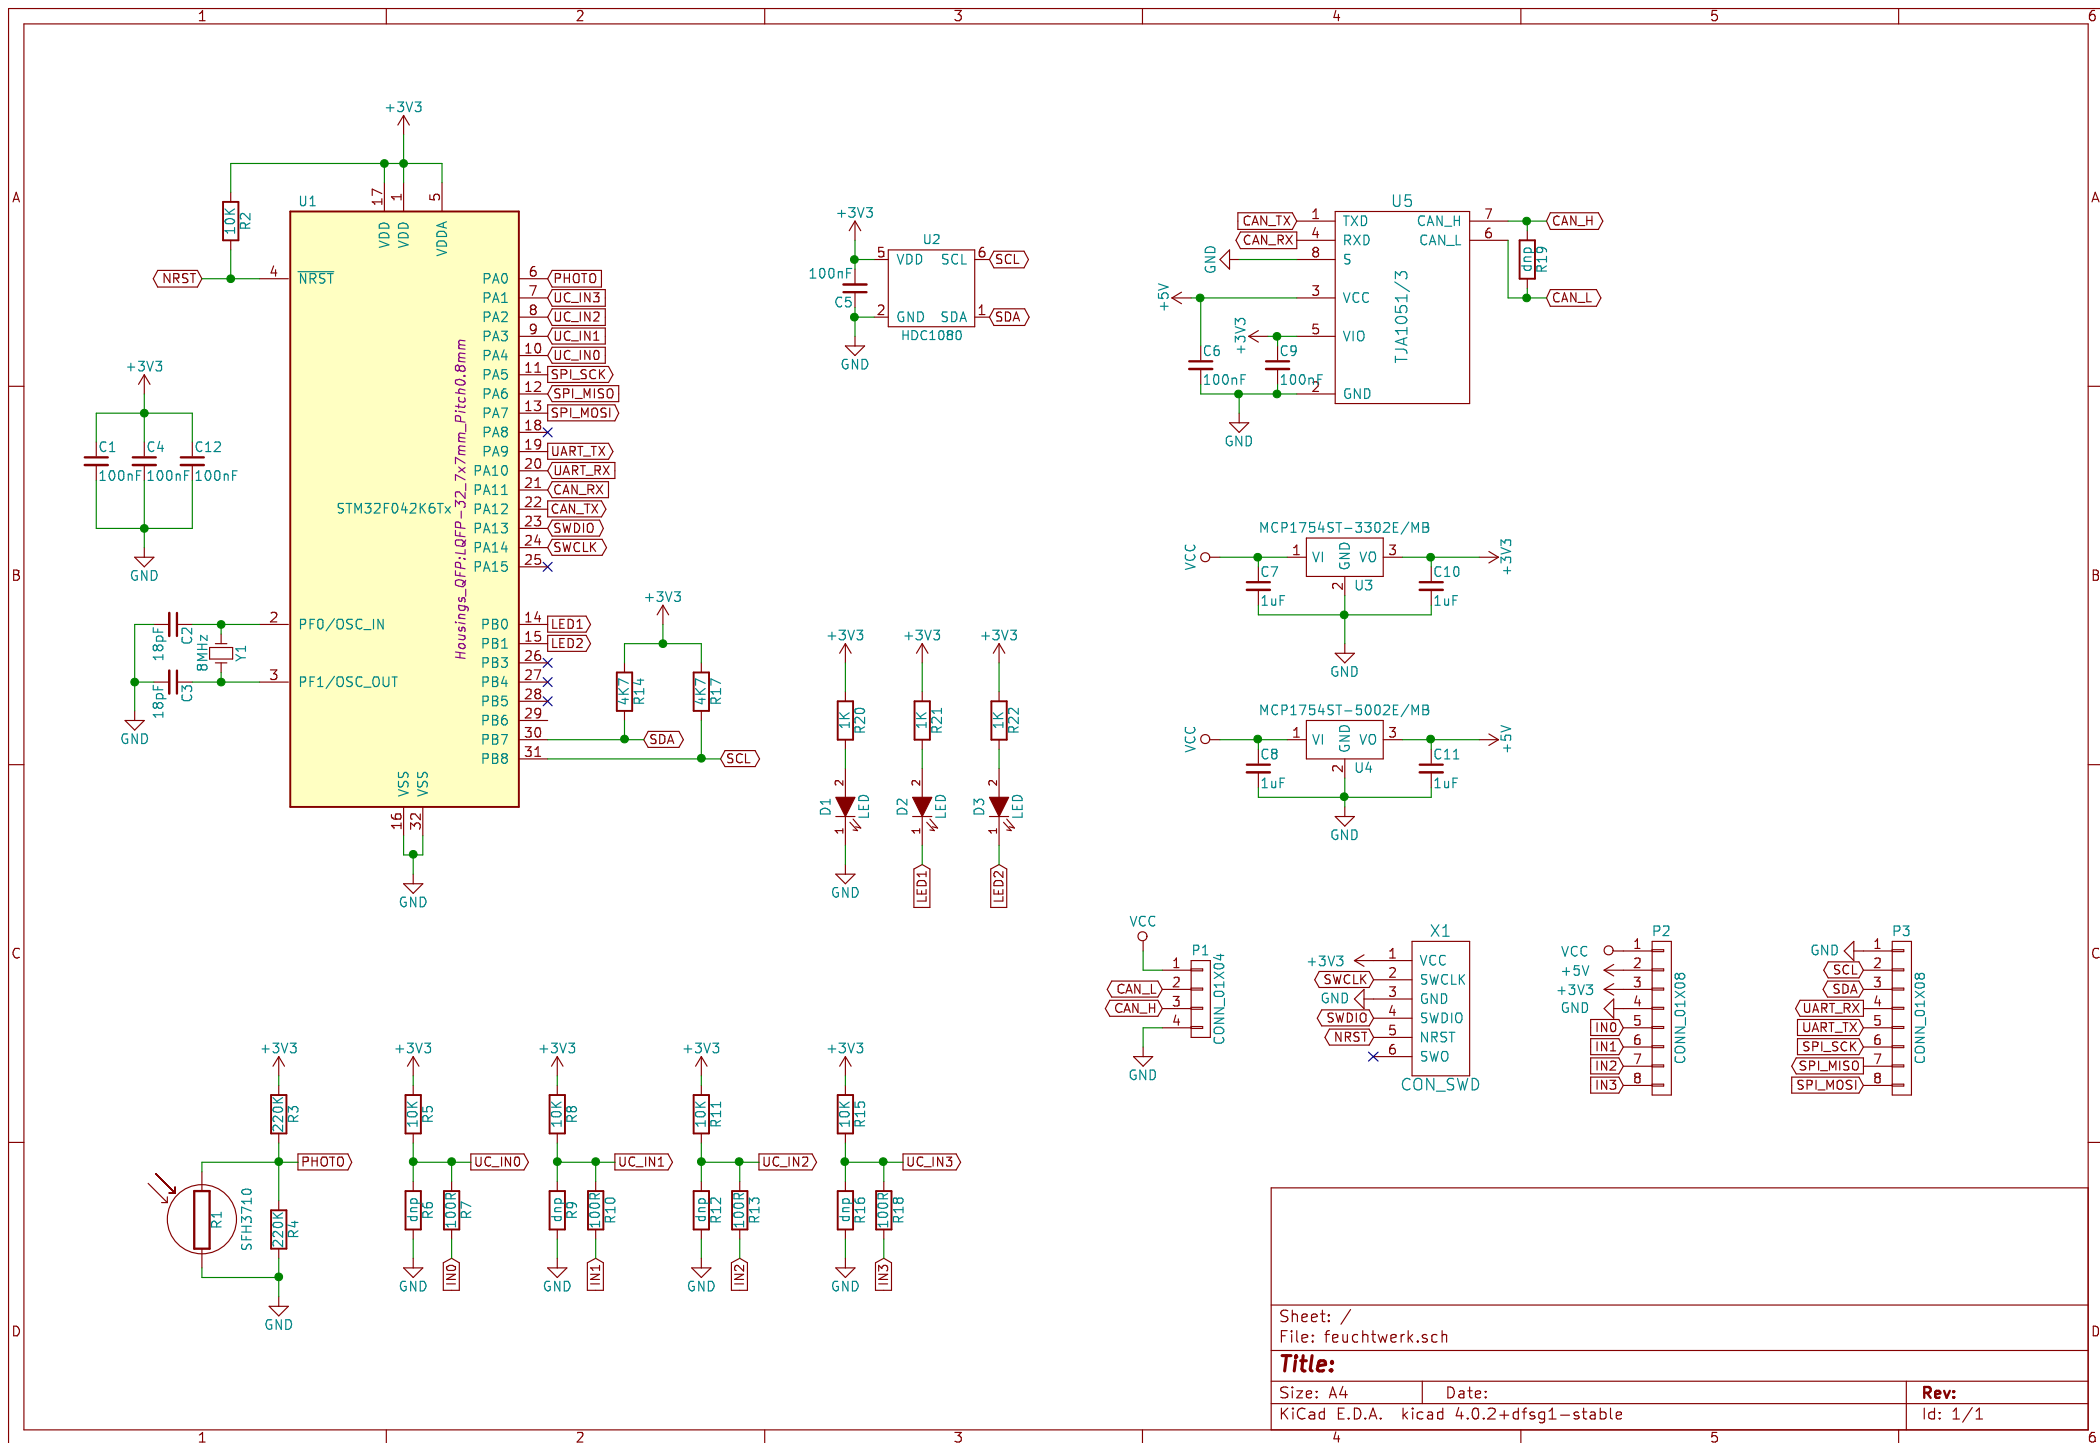 1 2 3 4 5 6
A
B
C
D
A
B
C
D
+3V3
10K
R2
NRST
4
U1
17
1
5
VDD
VDD
VDDA
NRST
PA0 6 PHOTO
PA1 7 UC_IN3
PA2 8 UC_IN2
PA3 9 UC_IN1
PA4 10 UC_IN0
PA5 11 SPI_SCK
PA6 12 SPI_MISO
PA7 13 SPI_MOSI
PA8 18
PA9 19 UART_TX
PA10 20 UART_RX
PA11 21 CAN_RX
PA12 22 CAN_TX
PA13 23 SWDIO
PA14 24 SWCLK
PA15 25
STM32F042K6Tx
Housings_QFP:LQFP-32_7x7mm_Pitch0.8mm
2 PF0/OSC_IN
3 PF1/OSC_OUT
PB0 14 LED1
PB1 15 LED2
PB3 26
PB4 27
PB5 28
PB6 29
PB7 30
PB8 31
VSS
VSS
16
32
GND
+3V3
C1
100nF
C4
100nF
C12
100nF
GND
18pF
C2
8MHz
Y1
18pF
C3
GND
+3V3
4K7
R14
4K7
R17
SDA
SCL
+3V3
100nF
C5
GND
U2
5 VDD SCL 6 SCL
2 GND SDA 1 SDA
HDC1080
U5
CAN_TX 1 TXD
CAN_RX 4 RXD
GND 8 S
+5V 3 VCC
+3V3 5 VIO
2 GND
TJA1051/3
CAN_H 7 CAN_H
CAN_L 6
dnp
R19
CAN_L
C6
100nF
C9
100nF
GND
MCP1754ST-3302E/MB
VCC
1 VI GND VO 3
2
U3
+3V3
C7
1uF
C10
1uF
GND
MCP1754ST-5002E/MB
VCC
1 VI GND VO 3
2
U4
+5V
C8
1uF
C11
1uF
GND
+3V3
1K
R20
2
D1
LED
1
GND
+3V3
1K
R21
2
D2
LED
1
LED1
+3V3
1K
R22
2
D3
LED
1
LED2
VCC
P1
1
CAN_L 2
CAN_H 3
4
CONN_01X04
GND
X1
+3V3 1 VCC
SWCLK 2 SWCLK
GND 3 GND
SWDIO 4 SWDIO
NRST 5 NRST
6 SWO
CON_SWD
P2
VCC 1
+5V 2
+3V3 3
GND 4
IN0 5
IN1 6
IN2 7
IN3 8
CONN_01X08
P3
GND 1
SCL 2
SDA 3
UART_RX 4
UART_TX 5
SPI_SCK 6
SPI_MISO 7
SPI_MOSI 8
CONN_01X08
+3V3
220K
R3
PHOTO
R1
SFH3710
220K
R4
GND
+3V3
10K
R5
UC_IN0
dnp
R6
100R
R7
GND
IN0
+3V3
10K
R8
UC_IN1
dnp
R9
100R
R10
GND
IN1
+3V3
10K
R11
UC_IN2
dnp
R12
100R
R13
GND
IN2
+3V3
10K
R15
UC_IN3
dnp
R16
100R
R18
GND
IN3
Sheet: /
File: feuchtwerk.sch
Title:
Size: A4 Date: Rev:
KiCad E.D.A. kicad 4.0.2+dfsg1-stable Id: 1/1
1 2 3 4 5 6